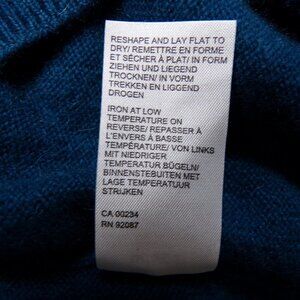 RESHAPE AND LAY FLAT TO
DRY/ REMETTRE EN FORME
ET SÉCHER À PLAT/ IN FORM
ZIEHEN UND LIEGEND
TROCKNEN/ IN VORM
TREKKEN EN LIGGEND
DROGEN
IRON AT LOW
TEMPERATURE ON
REVERSE/ REPASSER À
L'ENVERS À BASSE
TEMPÉRATURE/ VON LINKS
MIT NIEDRIGER
TEMPERATUR BÜGELN/
BINNENSTEBUITEN MET
LAGE TEMPERATUUR
STRIJKEN
CA 00234
RN 92087